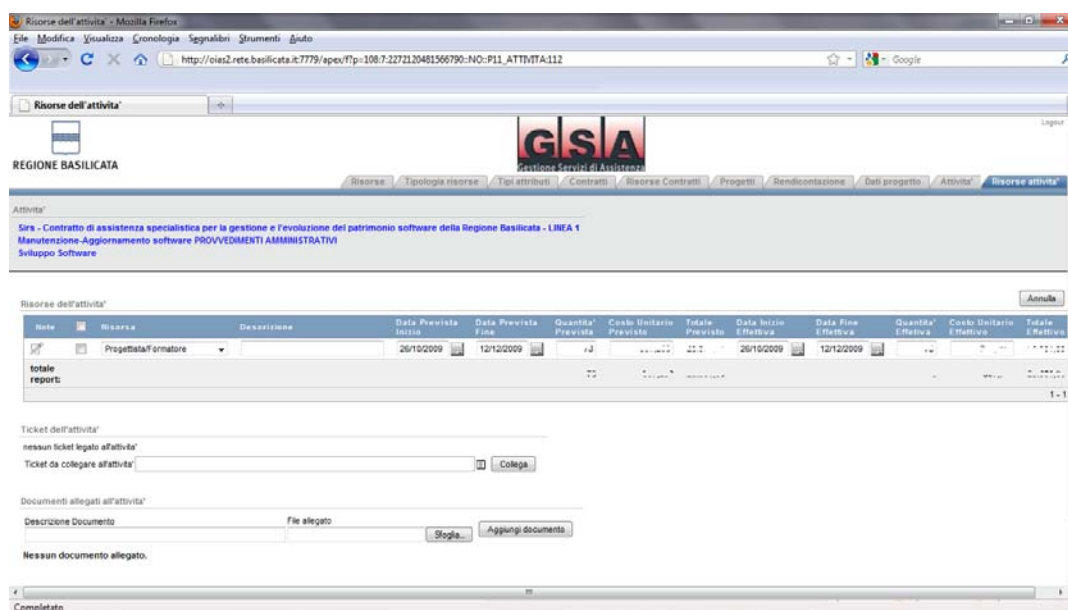 Risorse dell'attivita' - Mozilla Firefox
File Modifica Visualizza Cronologia Segnalibri Strumenti Aiuto
http://oias2.rete.basilicata.it:7779/apex/f?p=108:7:2272120481566790::NO::P11_ATTIVITA:112
Google
Risorse dell'attivita'
Logout
REGIONE BASILICATA
GSA
Gestione Servizi di Assistenza
Risorse Tipologia risorse Tipi attributi Contratti Risorse Contratti Progetti Rendicontazione Dati progetto Attivita' Risorse attivita'
Attivita'
Sirs - Contratto di assistenza specialistica per la gestione e l'evoluzione del patrimonio software della Regione Basilicata - LINEA 1
Manutenzione-Aggiornamento software PROVVEDIMENTI AMMINISTRATIVI
Sviluppo Software
Risorse dell'attivita'
Annulla
Note Risorsa Descrizione Data Prevista Inizio Data Prevista Fine Quantita' Prevista Costo Unitario Previsto Totale Previsto Data Inizio Effettiva Data Fine Effettiva Quantita' Effetiva Costo Unitario Effettivo Totale Effettivo
Progettista/Formatore 26/10/2009 12/12/2009 26/10/2009 12/12/2009
totale report:
1 - 1
Ticket dell'attivita'
nessun ticket legato all'attivita'
Ticket da collegare all'attivita' Collega
Documenti allegati all'attivita'
Descrizione Documento File allegato
Sfoglia... Aggiungi documento
Nessun documento allegato.
Completato